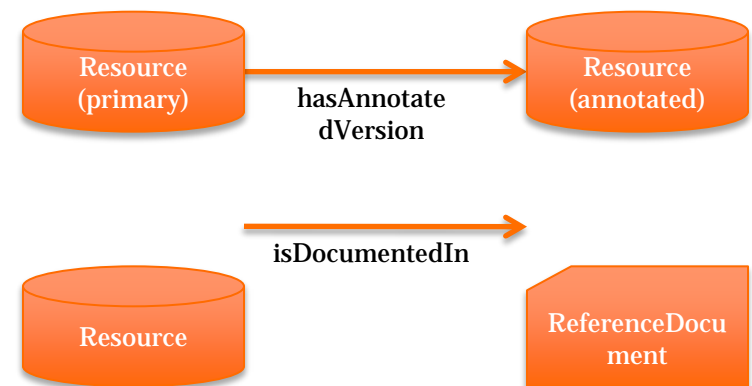 Resource
(primary)
hasAnnotate
dVersion
Resource
(annotated)
isDocumentedIn
Resource
ReferenceDocu
ment